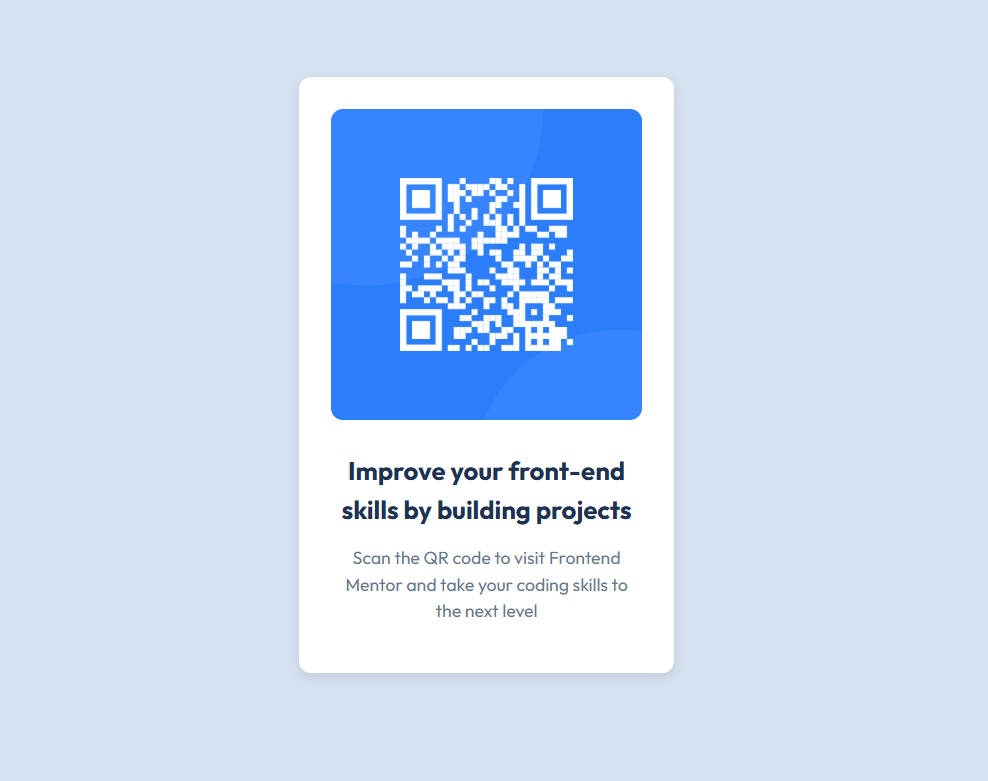 Improve your front-end
skills by building projects
Scan the QR code to visit Frontend
Mentor and take your coding skills to
the next level